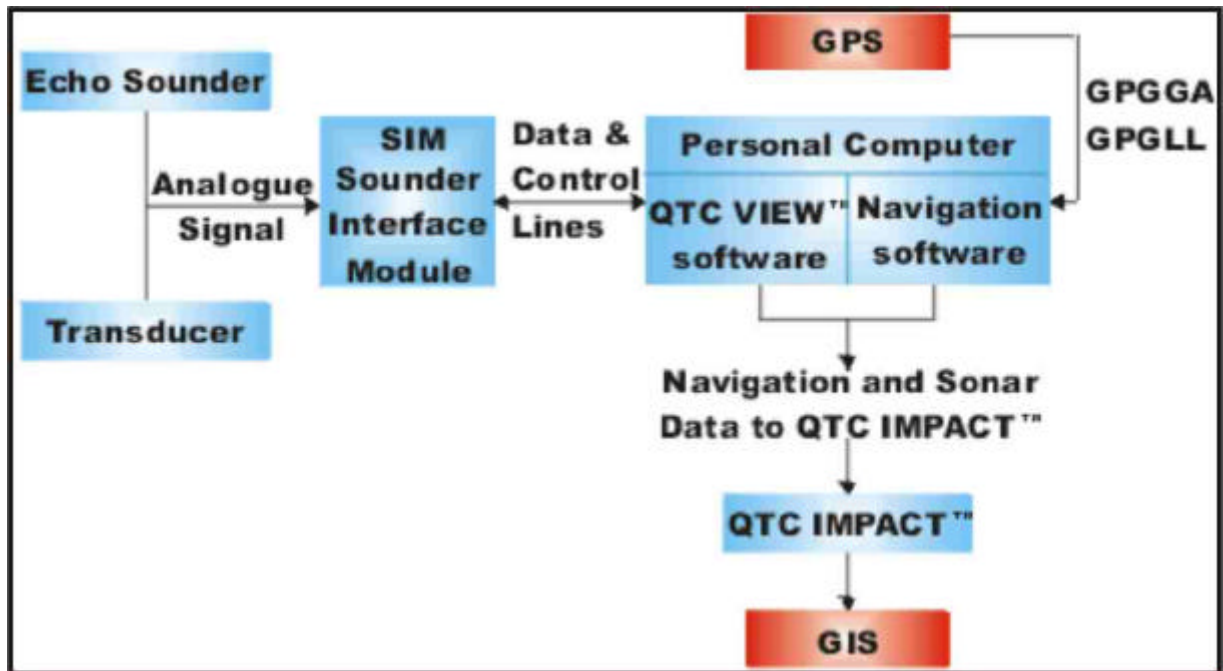 GPS
Echo Sounder
GPGGA
GPGLL
SIM
Sounder
Interface
Module
Data &
Control
Lines
Personal Computer
Analogue
Signal
QTC VIEW™
software
Navigation
software
Transducer
Navigation and Sonar
Data to QTC IMPACT™
QTC IMPACT™
GIS